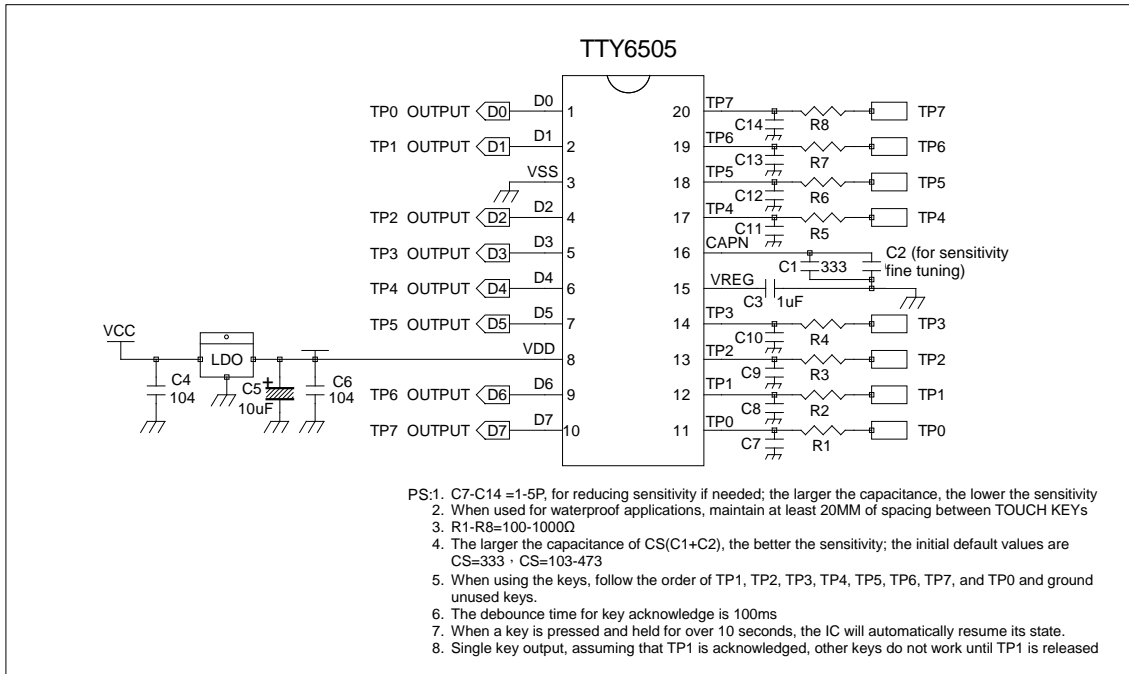 TTY6505
TP0 OUTPUT D0 D0 1
TP1 OUTPUT D1 D1 2
VSS 3
TP2 OUTPUT D2 D2 4
TP3 OUTPUT D3 D3 5
TP4 OUTPUT D4 D4 6
TP5 OUTPUT D5 D5 7
VCC LDO VDD 8
C4 104
C5 + 10uF
C6 104
TP6 OUTPUT D6 D6 9
TP7 OUTPUT D7 D7 10
20 TP7 C14 R8 TP7
19 TP6 C13 R7 TP6
18 TP5 C12 R6 TP5
17 TP4 C11 R5 TP4
16 CAPN C1 333 C2 (for sensitivity
fine tuning)
15 VREG C3 1uF
14 TP3 C10 R4 TP3
13 TP2 C9 R3 TP2
12 TP1 C8 R2 TP1
11 TP0 C7 R1 TP0
PS:1. C7-C14 =1-5P, for reducing sensitivity if needed; the larger the capacitance, the lower the sensitivity
2. When used for waterproof applications, maintain at least 20MM of spacing between TOUCH KEYs
3. R1-R8=100-1000Ω
4. The larger the capacitance of CS(C1+C2), the better the sensitivity; the initial default values are
CS=333，CS=103-473
5. When using the keys, follow the order of TP1, TP2, TP3, TP4, TP5, TP6, TP7, and TP0 and ground
unused keys.
6. The debounce time for key acknowledge is 100ms
7. When a key is pressed and held for over 10 seconds, the IC will automatically resume its state.
8. Single key output, assuming that TP1 is acknowledged, other keys do not work until TP1 is released